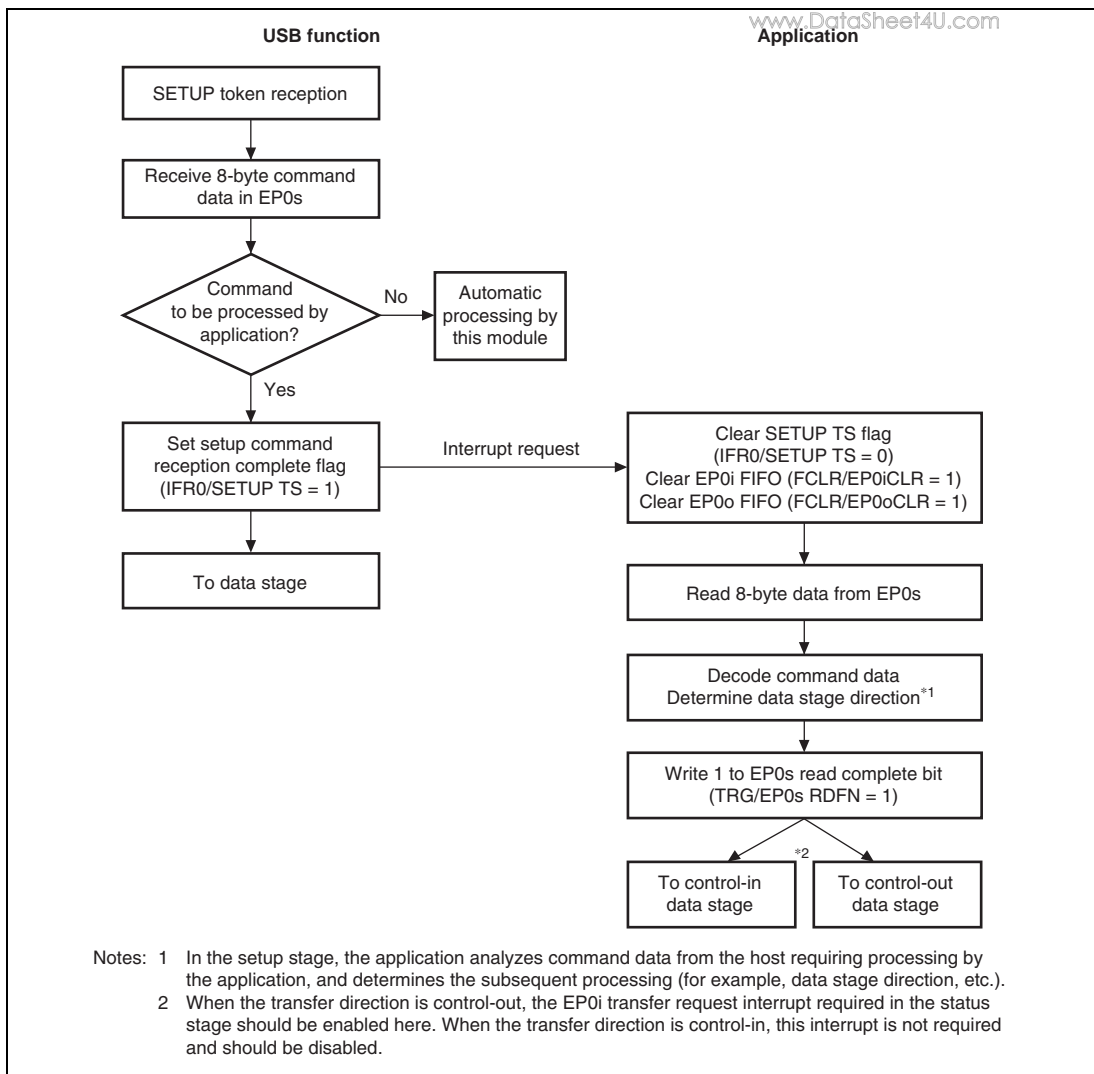 www.DataSheet4U.com
USB function
Application
SETUP token reception
Receive 8-byte command
data in EP0s
Command
to be processed by
application?
No
Automatic
processing by
this module
Yes
Set setup command
reception complete flag
(IFR0/SETUP TS = 1)
Interrupt request
Clear SETUP TS flag
(IFR0/SETUP TS = 0)
Clear EP0i FIFO (FCLR/EP0iCLR = 1)
Clear EP0o FIFO (FCLR/EP0oCLR = 1)
To data stage
Read 8-byte data from EP0s
Decode command data
Determine data stage direction*1
Write 1 to EP0s read complete bit
(TRG/EP0s RDFN = 1)
*2
To control-in
data stage
To control-out
data stage
Notes: 1 In the setup stage, the application analyzes command data from the host requiring processing by
the application, and determines the subsequent processing (for example, data stage direction, etc.).
2 When the transfer direction is control-out, the EP0i transfer request interrupt required in the status
stage should be enabled here. When the transfer direction is control-in, this interrupt is not required
and should be disabled.